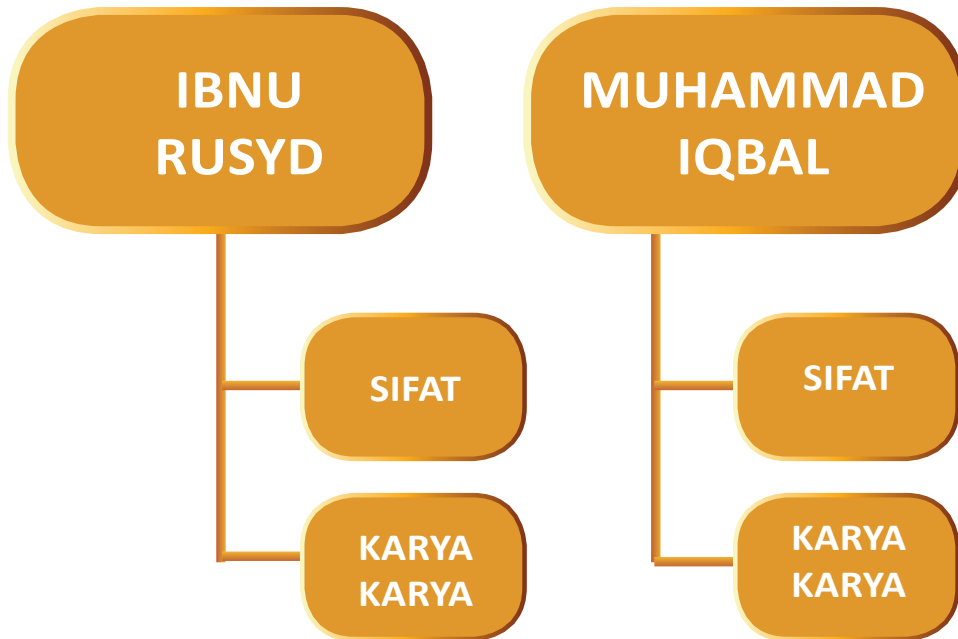 IBNU
RUSYD
SIFAT
KARYA
KARYA
MUHAMMAD
IQBAL
SIFAT
KARYA
KARYA